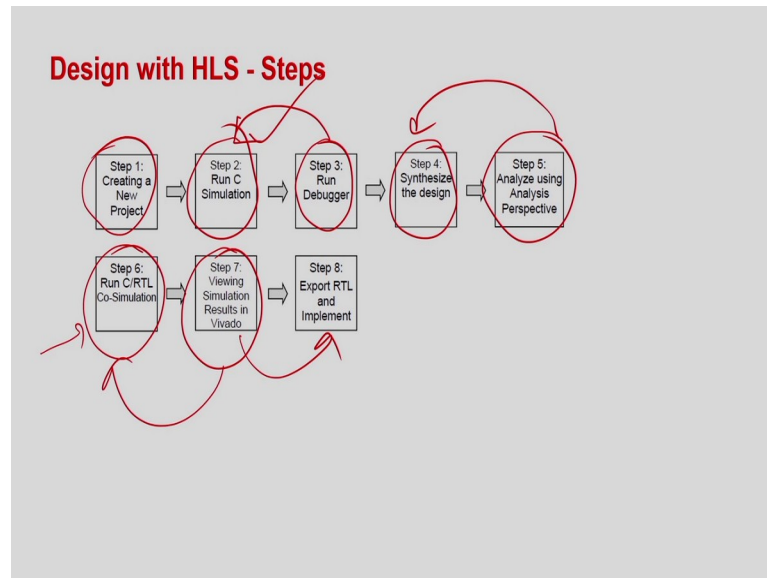 Design with HLS - Steps
Step 1:
Creating a
New
Project
Step 2:
Run C
Simulation
Step 3:
Run
Debugger
Step 4:
Synthesize
the design
Step 5:
Analyze using
Analysis
Perspective
Step 6:
Run C/RTL
Co-Simulation
Step 7:
Viewing
Simulation
Results in
Vivado
Step 8:
Export RTL
and
Implement